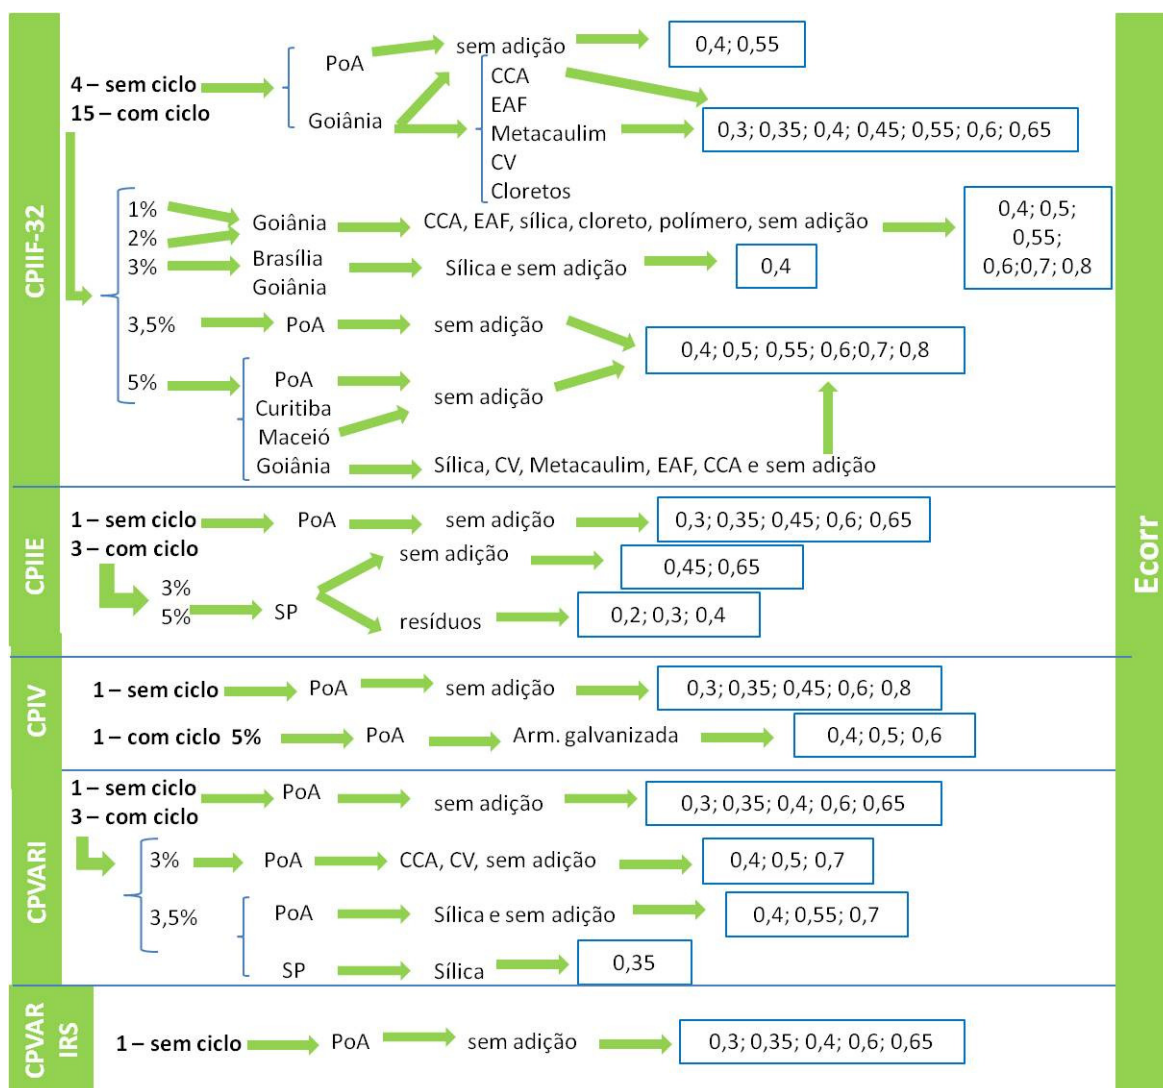 CPIIF-32
4 – sem ciclo
15 – com ciclo
PoA
Goiânia
sem adição
CCA
EAF
Metacaulim
CV
Cloretos
0,4; 0,55
0,3; 0,35; 0,4; 0,45; 0,55; 0,6; 0,65
1%
2%
Goiânia
CCA, EAF, sílica, cloreto, polímero, sem adição
0,4; 0,5;
0,55;
0,6;0,7; 0,8
3%
Brasília
Goiânia
Sílica e sem adição
0,4
3,5%
PoA
sem adição
0,4; 0,5; 0,55; 0,6;0,7; 0,8
5%
PoA
Curitiba
Maceió
Goiânia
sem adição
Sílica, CV, Metacaulim, EAF, CCA e sem adição
CPIIE
1 – sem ciclo
PoA
sem adição
0,3; 0,35; 0,45; 0,6; 0,65
3 – com ciclo
3%
5%
SP
sem adição
0,45; 0,65
resíduos
0,2; 0,3; 0,4
CPIV
1 – sem ciclo
PoA
sem adição
0,3; 0,35; 0,45; 0,6; 0,8
1 – com ciclo 5%
PoA
Arm. galvanizada
0,4; 0,5; 0,6
CPVARI
1 – sem ciclo
3 – com ciclo
PoA
sem adição
0,3; 0,35; 0,4; 0,6; 0,65
3%
PoA
CCA, CV, sem adição
0,4; 0,5; 0,7
3,5%
PoA
Sílica e sem adição
0,4; 0,55; 0,7
SP
Sílica
0,35
CPVAR
IRS
1 – sem ciclo
PoA
sem adição
0,3; 0,35; 0,4; 0,6; 0,65
Ecorr